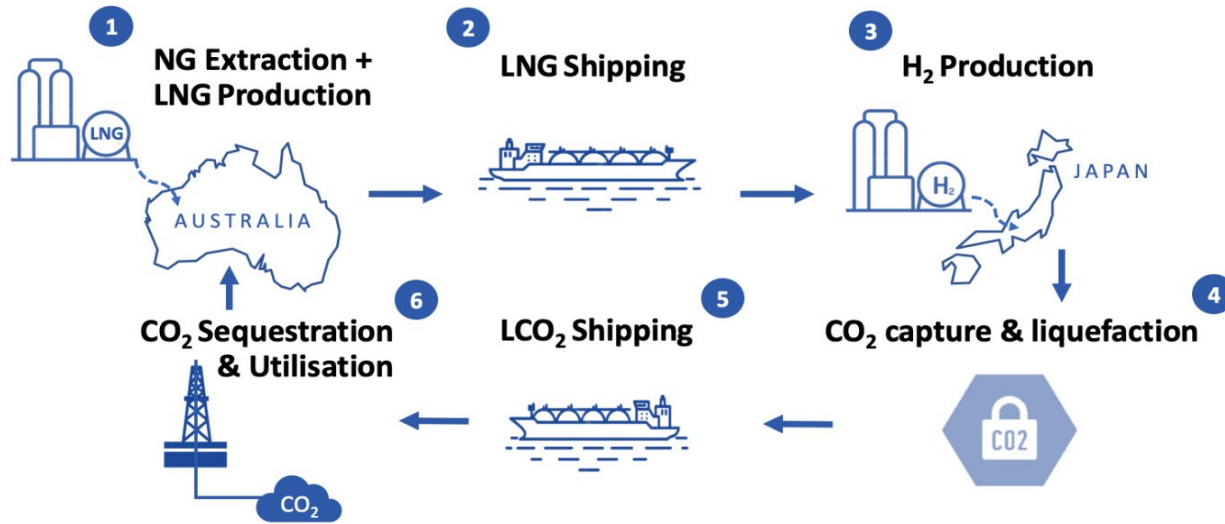 1
NG Extraction +
LNG Production
LNG
AUSTRALIA
2
LNG Shipping
3
H₂ Production
H₂
JAPAN
4
CO₂ capture & liquefaction
CO2
5
LCO₂ Shipping
6
CO₂ Sequestration
& Utilisation
CO₂